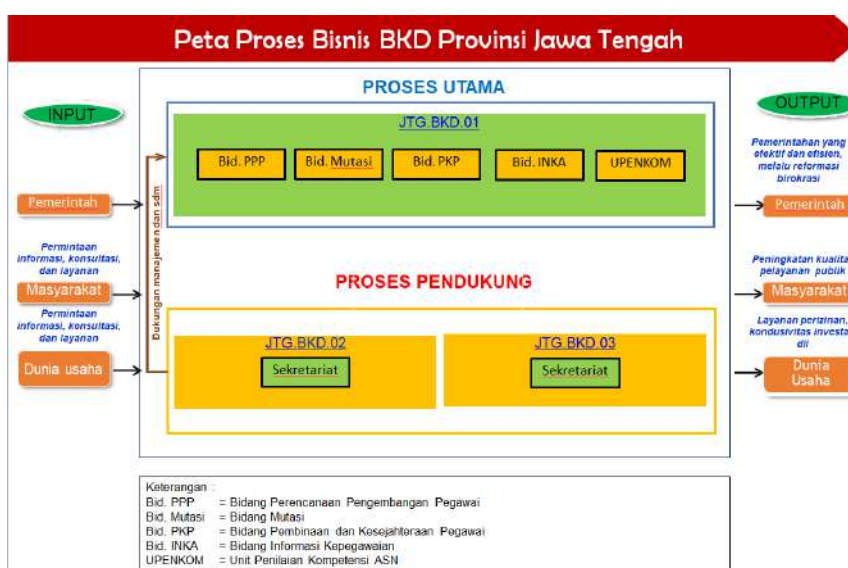 Peta Proses Bisnis BKD Provinsi Jawa Tengah
PROSES UTAMA
INPUT
OUTPUT
JTG.BKD.01
Bid. PPP
Bid. Mutasi
Bid. PKP
Bid. INKA
UPENKOM
Pemerintahan yang
efektif dan efisien,
melalu reformasi
birokrasi
Pemerintah
Pemerintah
Dukungan manajemen dan sdm
Permintaan
informasi, konsultasi,
dan layanan
Masyarakat
Peningkatan kualita
pelayanan publik
Masyarakat
PROSES PENDUKUNG
Permintaan
informasi, konsultasi,
dan layanan
Dunia usaha
Layanan perizinan,
kondusivitas investa
dll
Dunia
Usaha
JTG.BKD.02
Sekretariat
JTG.BKD.03
Sekretariat
Keterangan :
Bid. PPP = Bidang Perencanaan Pengembangan Pegawai
Bid. Mutasi = Bidang Mutasi
Bid. PKP = Bidang Pembinaan dan Kesejahteraan Pegawai
Bid. INKA = Bidang Informasi Kepegawaian
UPENKOM = Unit Penilaian Kompetensi ASN